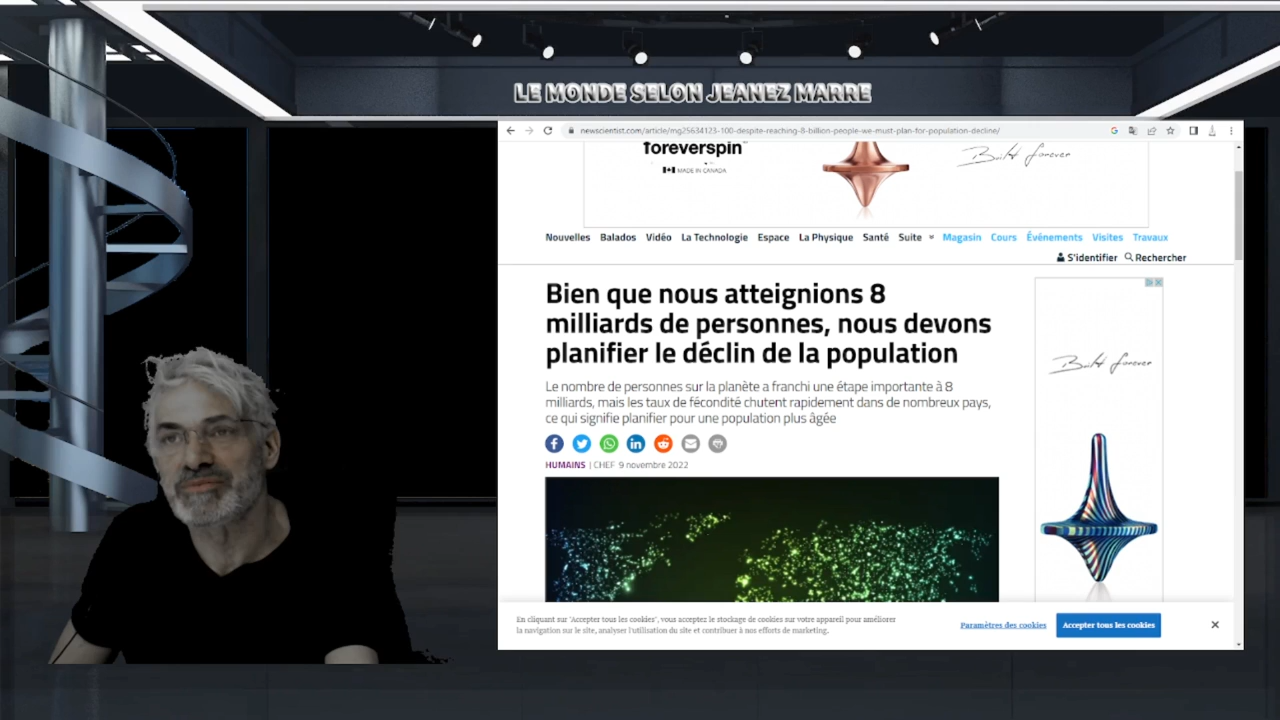 LE MONDE SELON JEANEZ MARRE
newscientist.com/article/mg25634123-100-despite-reaching-8-billion-people-we-must-plan-for-population-decline/
foreverspin
MADE IN CANADA
Built forever
Nouvelles Balados Vidéo La Technologie Espace La Physique Santé Suite Magasin Cours Événements Visites Travaux
S'identifier Rechercher
Bien que nous atteignions 8
milliards de personnes, nous devons
planifier le déclin de la population
Le nombre de personnes sur la planète a franchi une étape importante à 8
milliards, mais les taux de fécondité chutent rapidement dans de nombreux pays,
ce qui signifie planifier pour une population plus âgée
HUMAINS | CHEF 9 novembre 2022
Built forever
En cliquant sur "Accepter tous les cookies", vous acceptez le stockage de cookies sur votre appareil pour améliorer
la navigation sur le site, analyser l'utilisation du site et contribuer à nos efforts de marketing.
Paramètres des cookies
Accepter tous les cookies